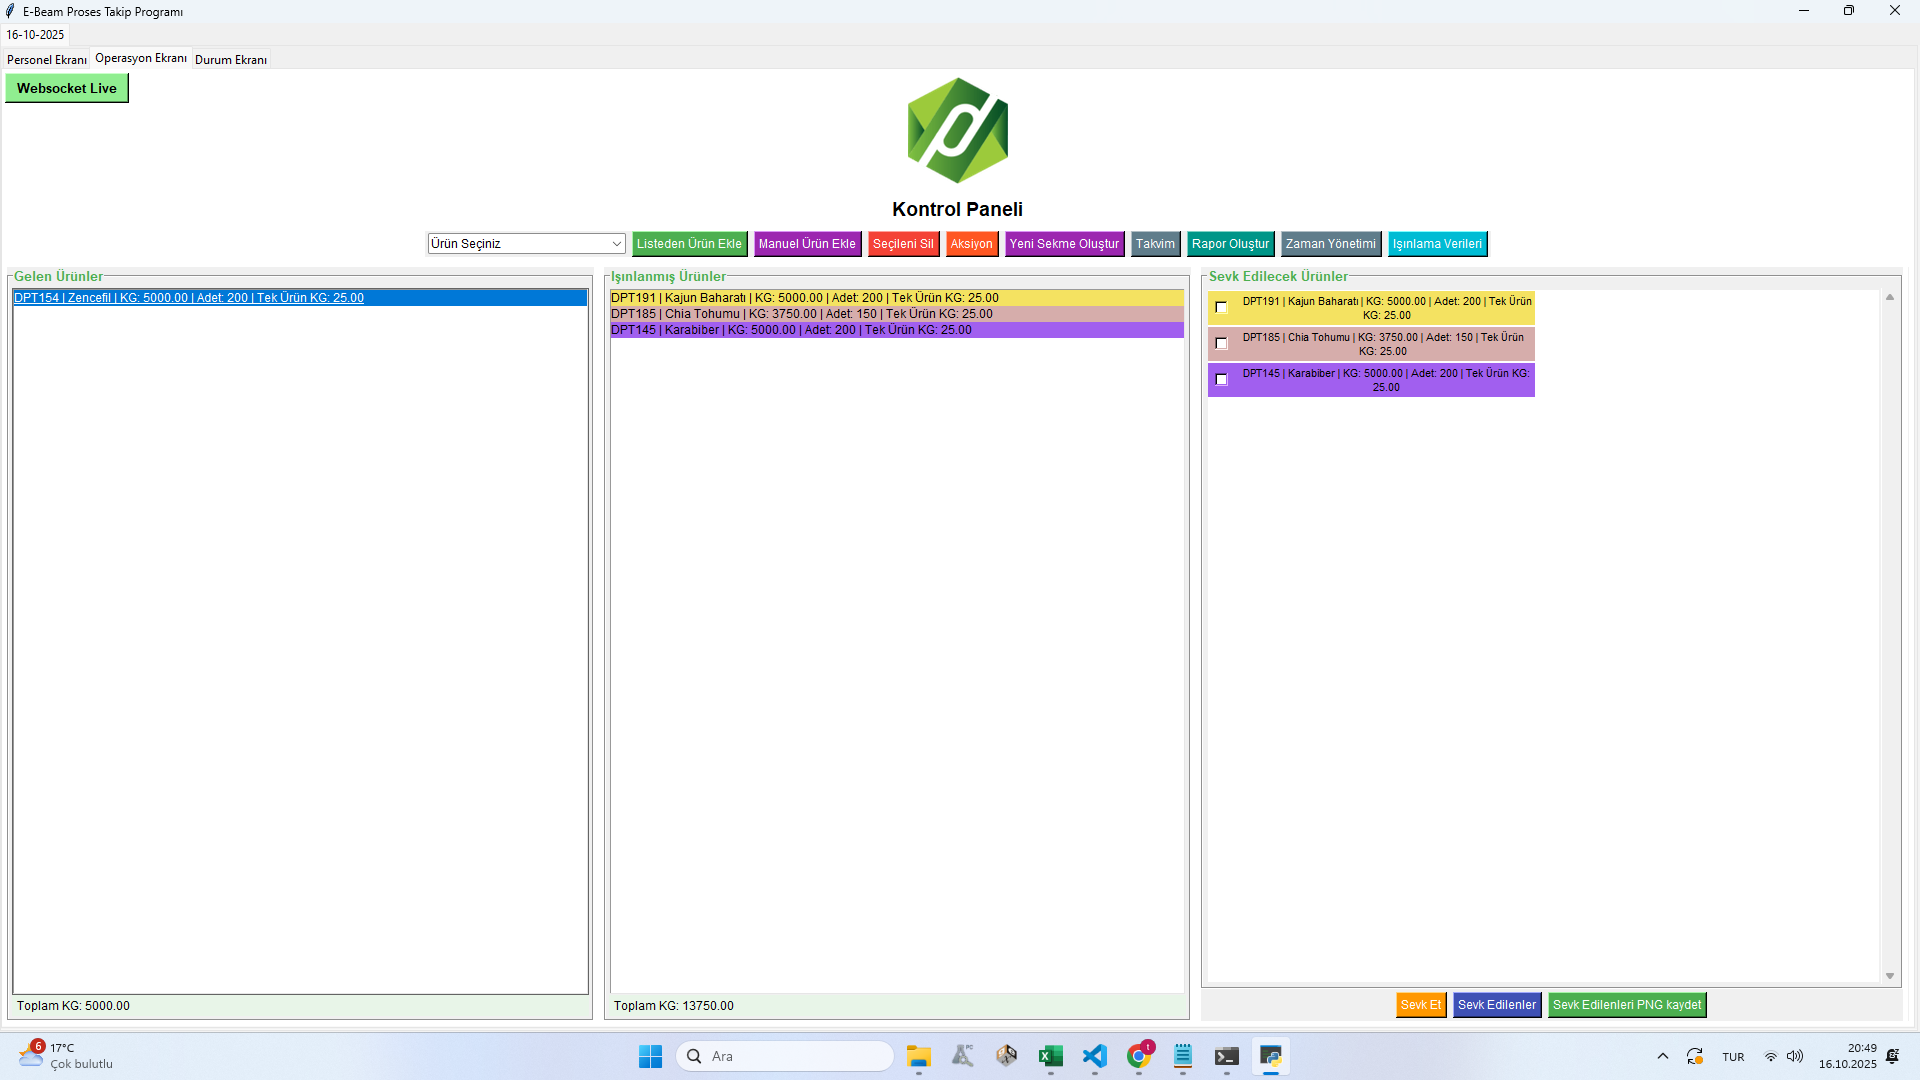 E-Beam Proses Takip Programı
16-10-2025
Personel Ekranı Operasyon Ekranı Durum Ekranı
Websocket Live
Kontrol Paneli
Ürün Seçiniz Listeden Ürün Ekle Manuel Ürün Ekle Seçileni Sil Aksiyon Yeni Sekme Oluştur Takvim Rapor Oluştur Zaman Yönetimi Işınlama Verileri
Gelen Ürünler
DPT154 | Zencefil | KG: 5000.00 | Adet: 200 | Tek Ürün KG: 25.00
Toplam KG: 5000.00
Işınlanmış Ürünler
DPT191 | Kajun Baharatı | KG: 5000.00 | Adet: 200 | Tek Ürün KG: 25.00
DPT185 | Chia Tohumu | KG: 3750.00 | Adet: 150 | Tek Ürün KG: 25.00
DPT145 | Karabiber | KG: 5000.00 | Adet: 200 | Tek Ürün KG: 25.00
Toplam KG: 13750.00
Sevk Edilecek Ürünler
DPT191 | Kajun Baharatı | KG: 5000.00 | Adet: 200 | Tek Ürün
KG: 25.00
DPT185 | Chia Tohumu | KG: 3750.00 | Adet: 150 | Tek Ürün
KG: 25.00
DPT145 | Karabiber | KG: 5000.00 | Adet: 200 | Tek Ürün KG:
25.00
Sevk Et Sevk Edilenler Sevk Edilenleri PNG kaydet
6
17°C
Çok bulutlu
Ara
PC
t
TUR
20:49
16.10.2025